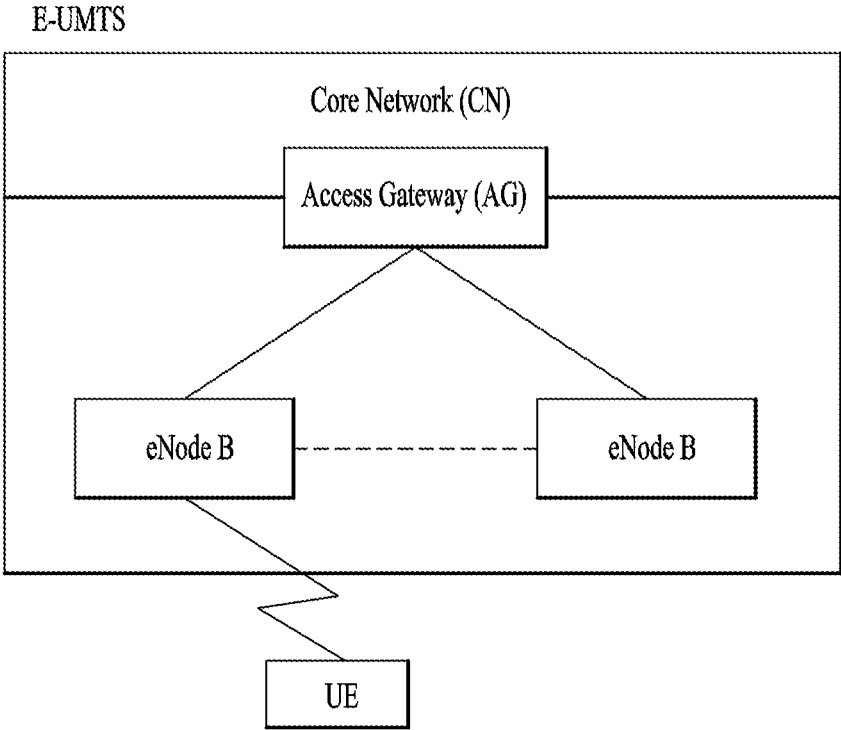 E-UMTS
Core Network (CN)
Access Gateway (AG)
eNode B
eNode B
UE